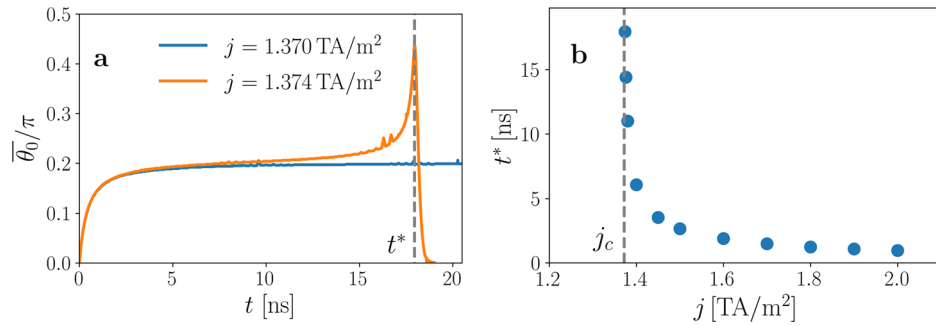 a
j = 1.370 TA/m²
j = 1.374 TA/m²
0.5
0.4
0.3
0.2
0.1
0.0
θ₀/π
t*
0
5
10
15
20
t [ns]
b
15
10
5
0
t* [ns]
j_c
1.2
1.4
1.6
1.8
2.0
j [TA/m²]